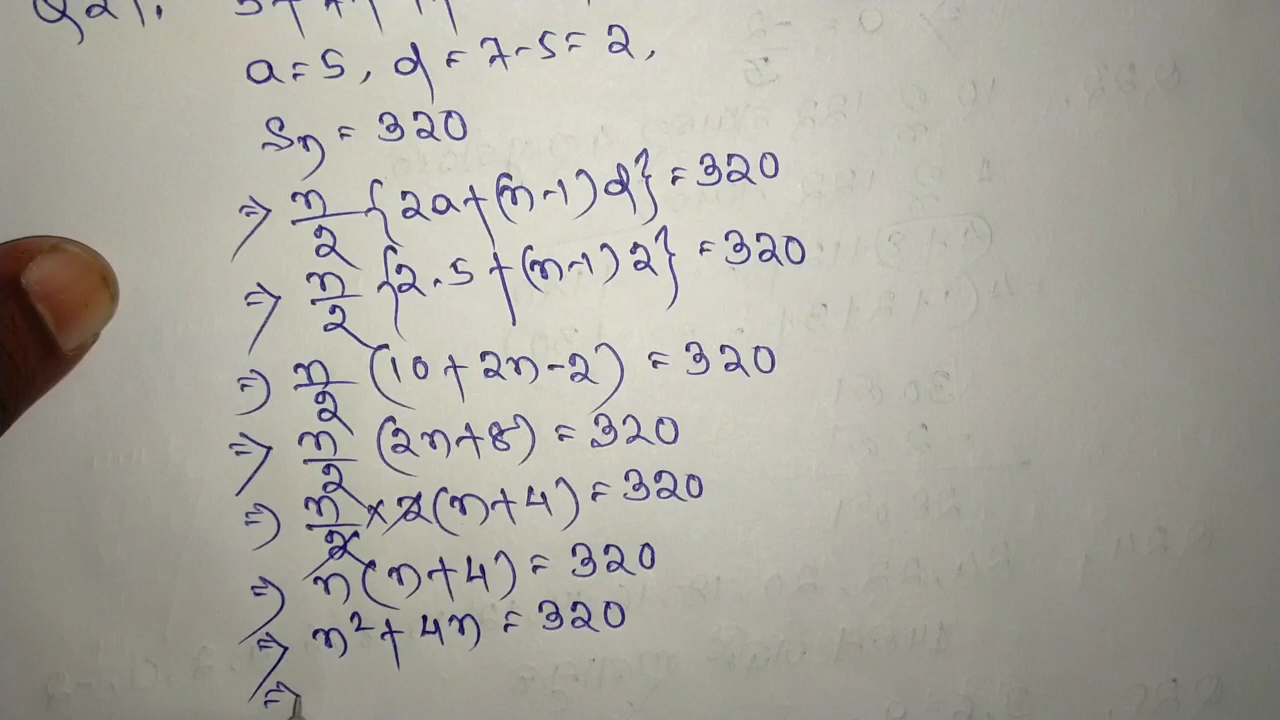 a=5, d=7-5=2,
Sn = 320
⇒ n/2 {2a+(n-1)d} = 320
⇒ n/2 {2.5+(n-1)2} = 320
⇒ n/2 (10+2n-2) = 320
⇒ n/2 (2n+8) = 320
⇒ n/2 × 2(n+4) = 320
⇒ n(n+4) = 320
⇒ n²+4n = 320
⇒